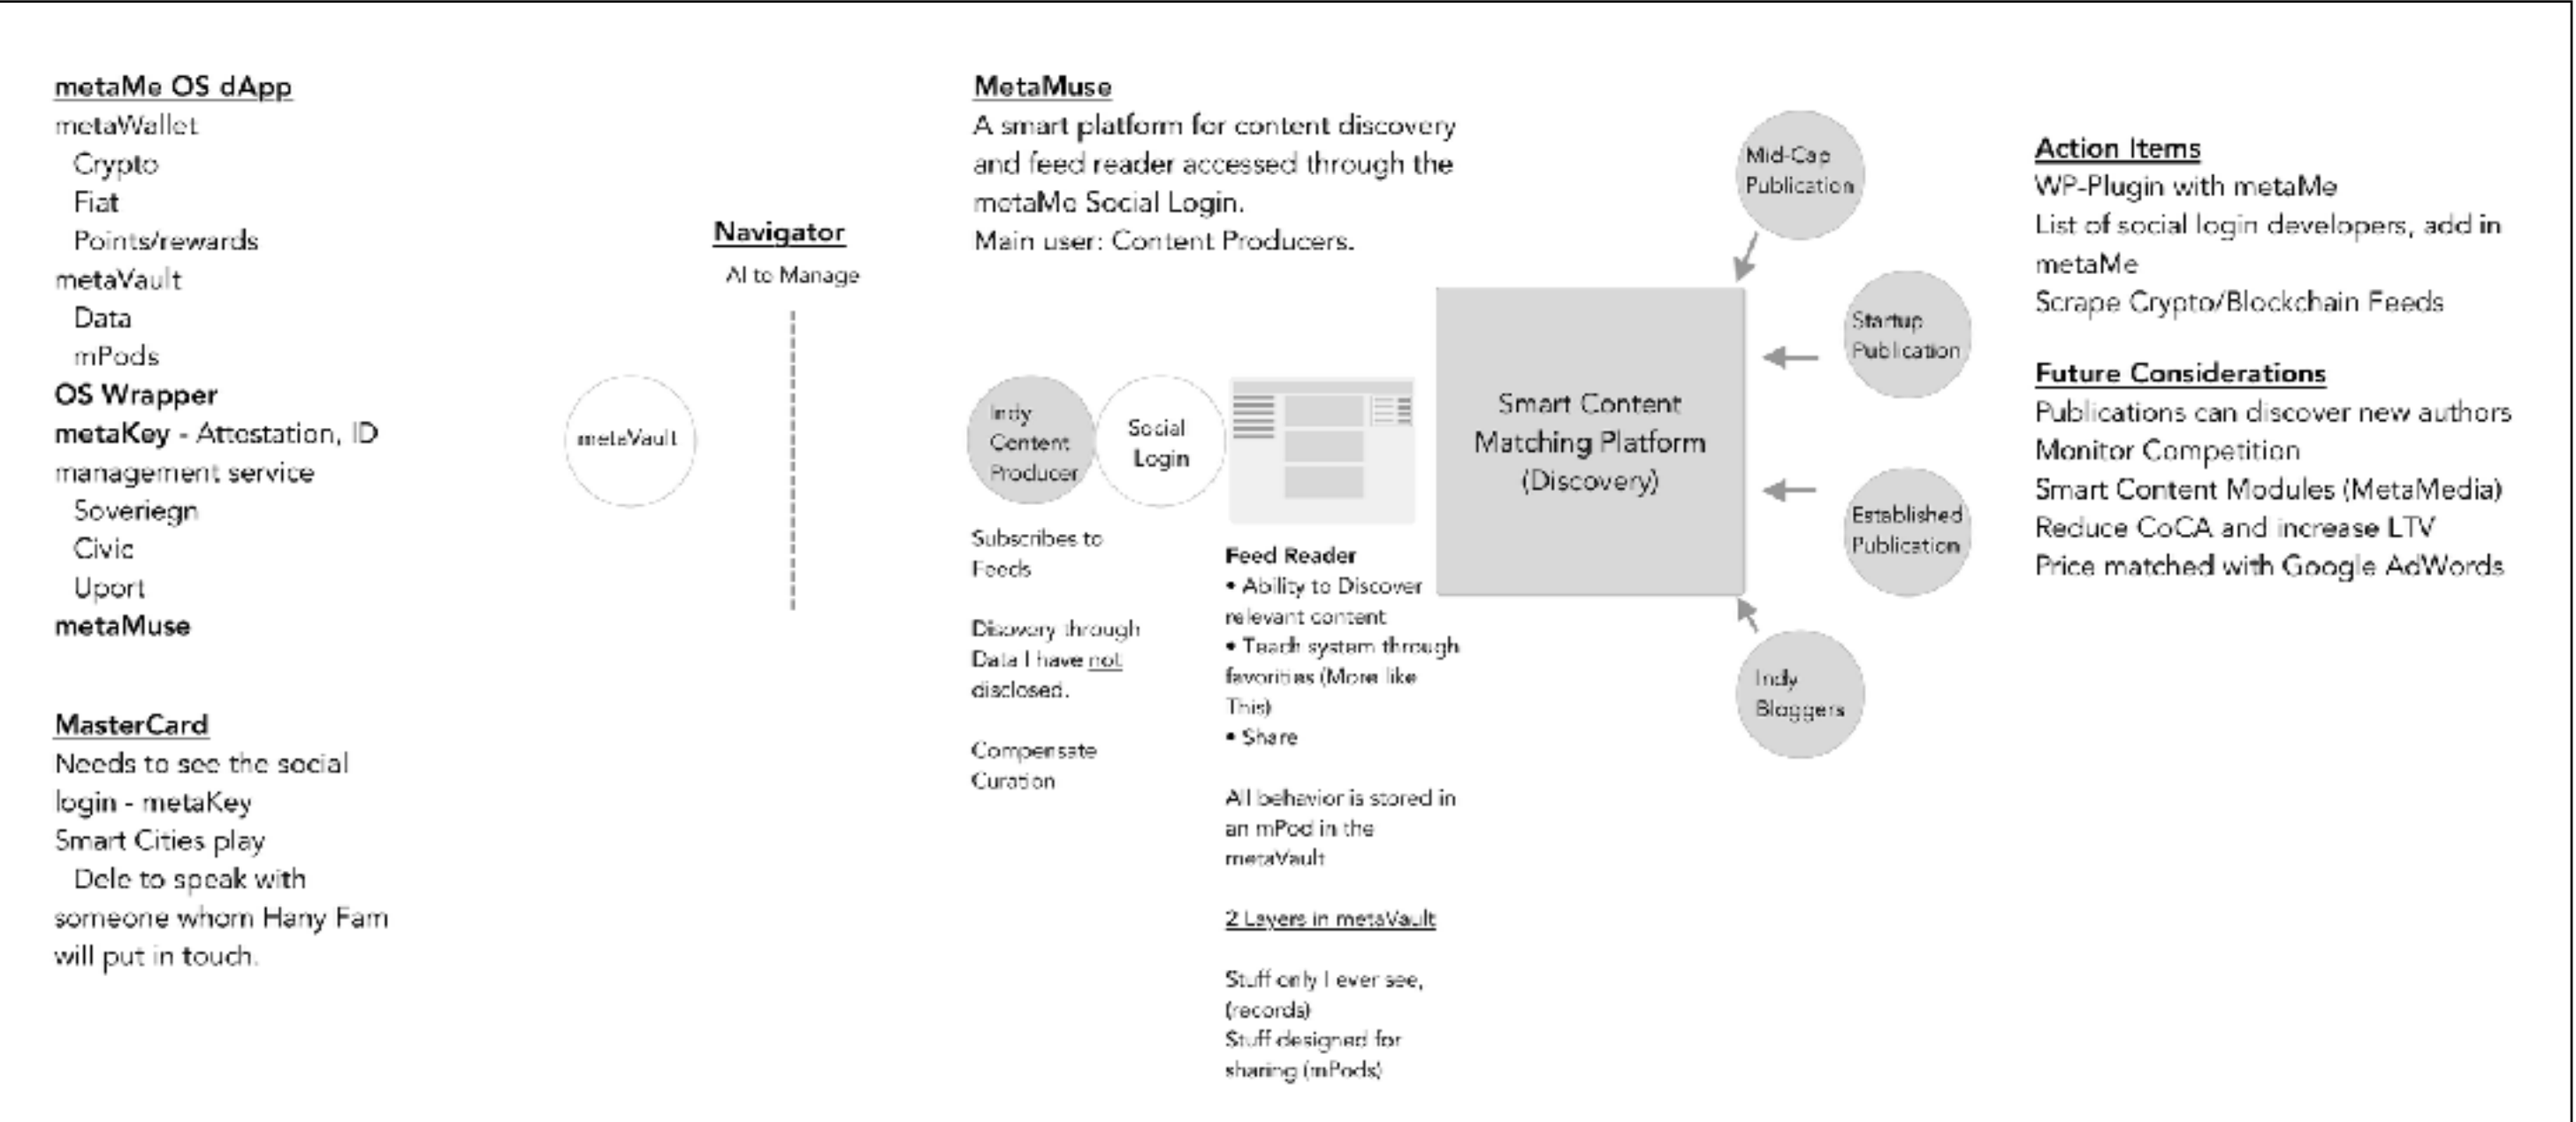 metaMe OS dApp
metaWallet
Crypto
Fiat
Points/rewards
metaVault
Data
mPods
OS Wrapper
metaKey - Attestation, ID
management service
Soveriegn
Civic
Uport
metaMuse
MasterCard
Needs to see the social
login - metaKey
Smart Cities play
Dele to speak with
someone whom Hany Fam
will put in touch.
metaVault
Navigator
AI to Manage
MetaMuse
A smart platform for content discovery
and feed reader accessed through the
metaMe Social Login.
Main user: Content Producers.
Indy
Content
Producer
Social
Login
Subscribes to
Feeds
Disovery through
Data I have not
disclosed.
Compensate
Curation
Feed Reader
• Ability to Discover
relevant content
• Teach system through
favorities (More like
This)
• Share
All behavior is stored in
an mPod in the
metaVault
2 Layers in metaVault
Stuff only I ever see,
(records)
Stuff designed for
sharing (mPods)
Smart Content
Matching Platform
(Discovery)
Mid-Cap
Publication
Startup
Publication
Established
Publication
Indy
Bloggers
Action Items
WP-Plugin with metaMe
List of social login developers, add in
metaMe
Scrape Crypto/Blockchain Feeds
Future Considerations
Publications can discover new authors
Monitor Competition
Smart Content Modules (MetaMedia)
Reduce CoCA and increase LTV
Price matched with Google AdWords